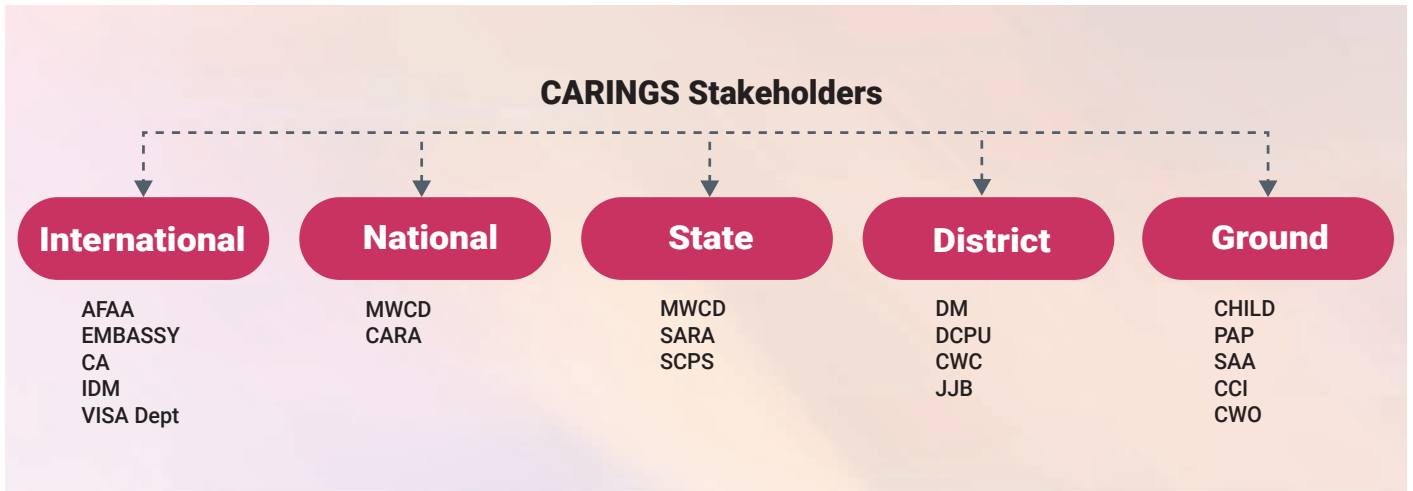 CARINGS Stakeholders
International
AFAA
EMBASSY
CA
IDM
VISA Dept
National
MWCD
CARA
State
MWCD
SARA
SCPS
District
DM
DCPU
CWC
JJB
Ground
CHILD
PAP
SAA
CCI
CWO